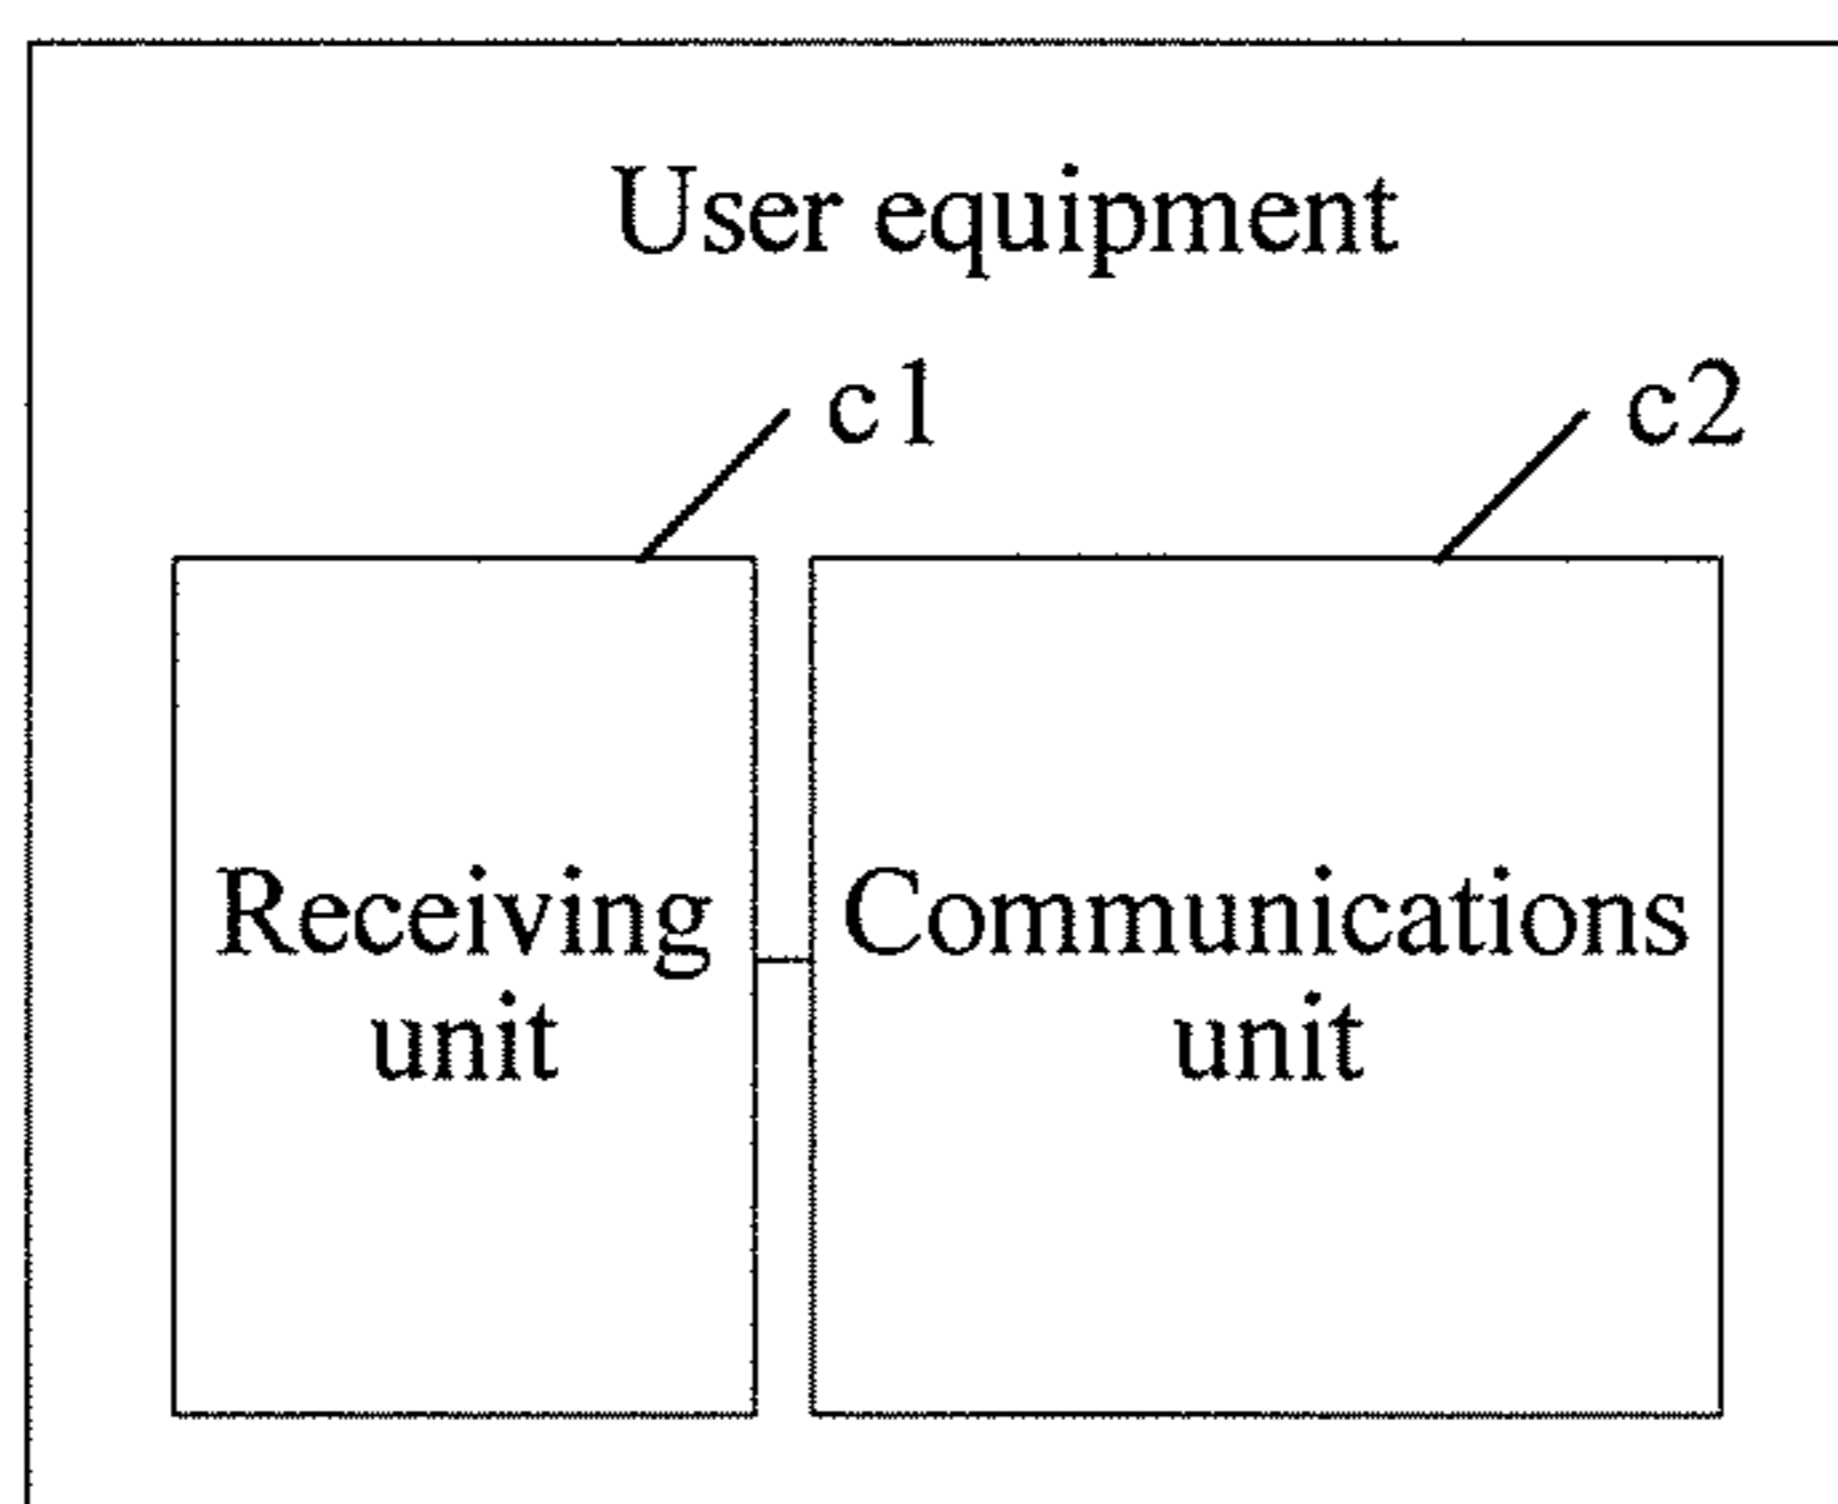 User equipment
c1
c2
Receiving
unit
Communications
unit